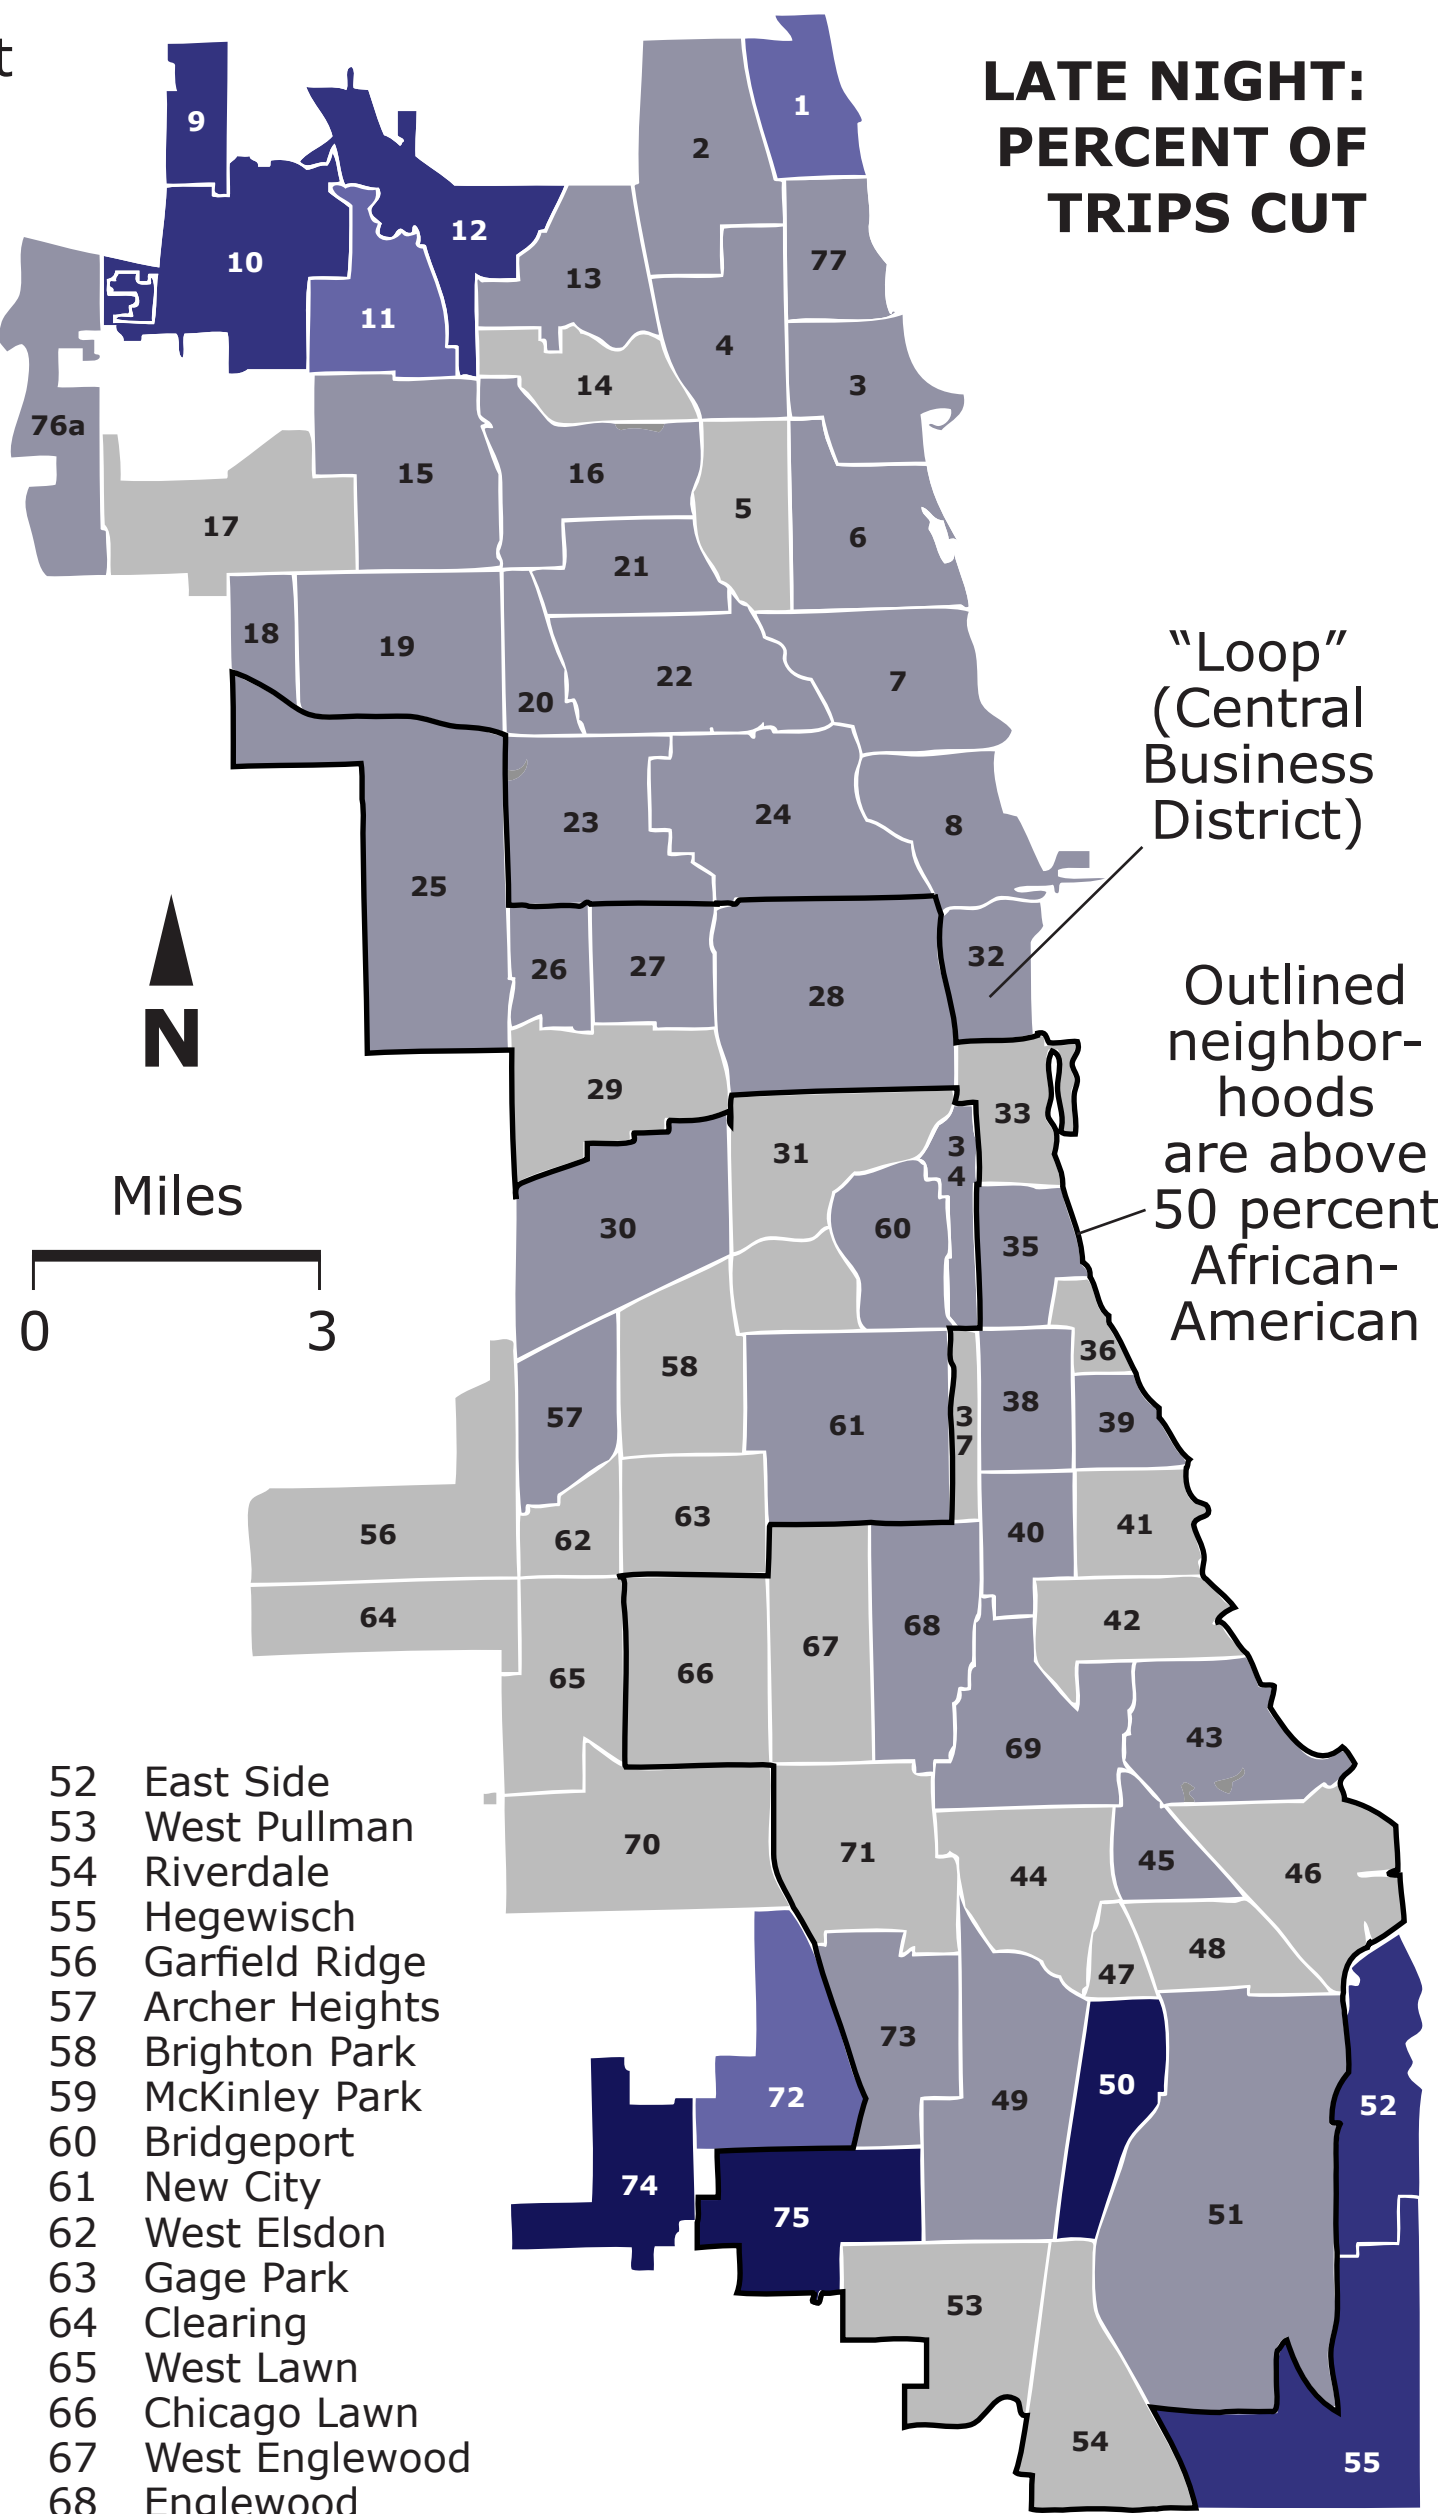 t
LATE NIGHT:
PERCENT OF
TRIPS CUT
1
9
2
12
10
77
13
11
4
14
3
76a
15
16
5
17
6
21
18
19
22
7
20
“Loop”
(Central
Business
District)
23
24
8
25
26
27
32
28
N
Outlined
neighbor-
hoods
are above
50 percent
African-
American
29
33
31
34
30
60
35
Miles
0
3
36
58
57
61
37
38
39
56
62
63
40
41
64
65
66
67
68
42
69
43
70
71
44
45
46
47
48
72
73
49
50
52
74
75
51
53
54
55
52 East Side
53 West Pullman
54 Riverdale
55 Hegewisch
56 Garfield Ridge
57 Archer Heights
58 Brighton Park
59 McKinley Park
60 Bridgeport
61 New City
62 West Elsdon
63 Gage Park
64 Clearing
65 West Lawn
66 Chicago Lawn
67 West Englewood
68 Englewood